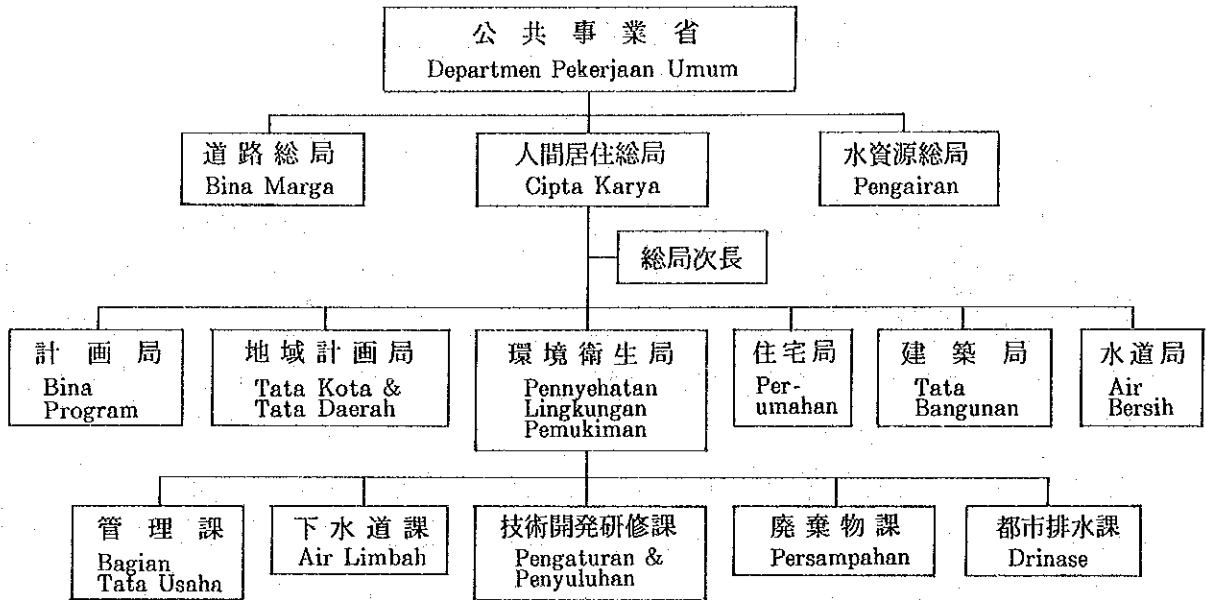 公共事業省
Departmen Pekerjaan Umum
道路総局
Bina Marga
人間居住総局
Cipta Karya
水資源総局
Pengairan
総局次長
計画局
Bina
Program
地域計画局
Tata Kota &
Tata Daerah
環境衛生局
Pennyehatan
Lingkungan
Pemukiman
住宅局
Per-
umahan
建築局
Tata
Bangunan
水道局
Air
Bersih
管理課
Bagian
Tata Usaha
下水道課
Air Limbah
技術開発研修課
Pengaturan &
Penyuluhan
廃棄物課
Persampahan
都市排水課
Drinase